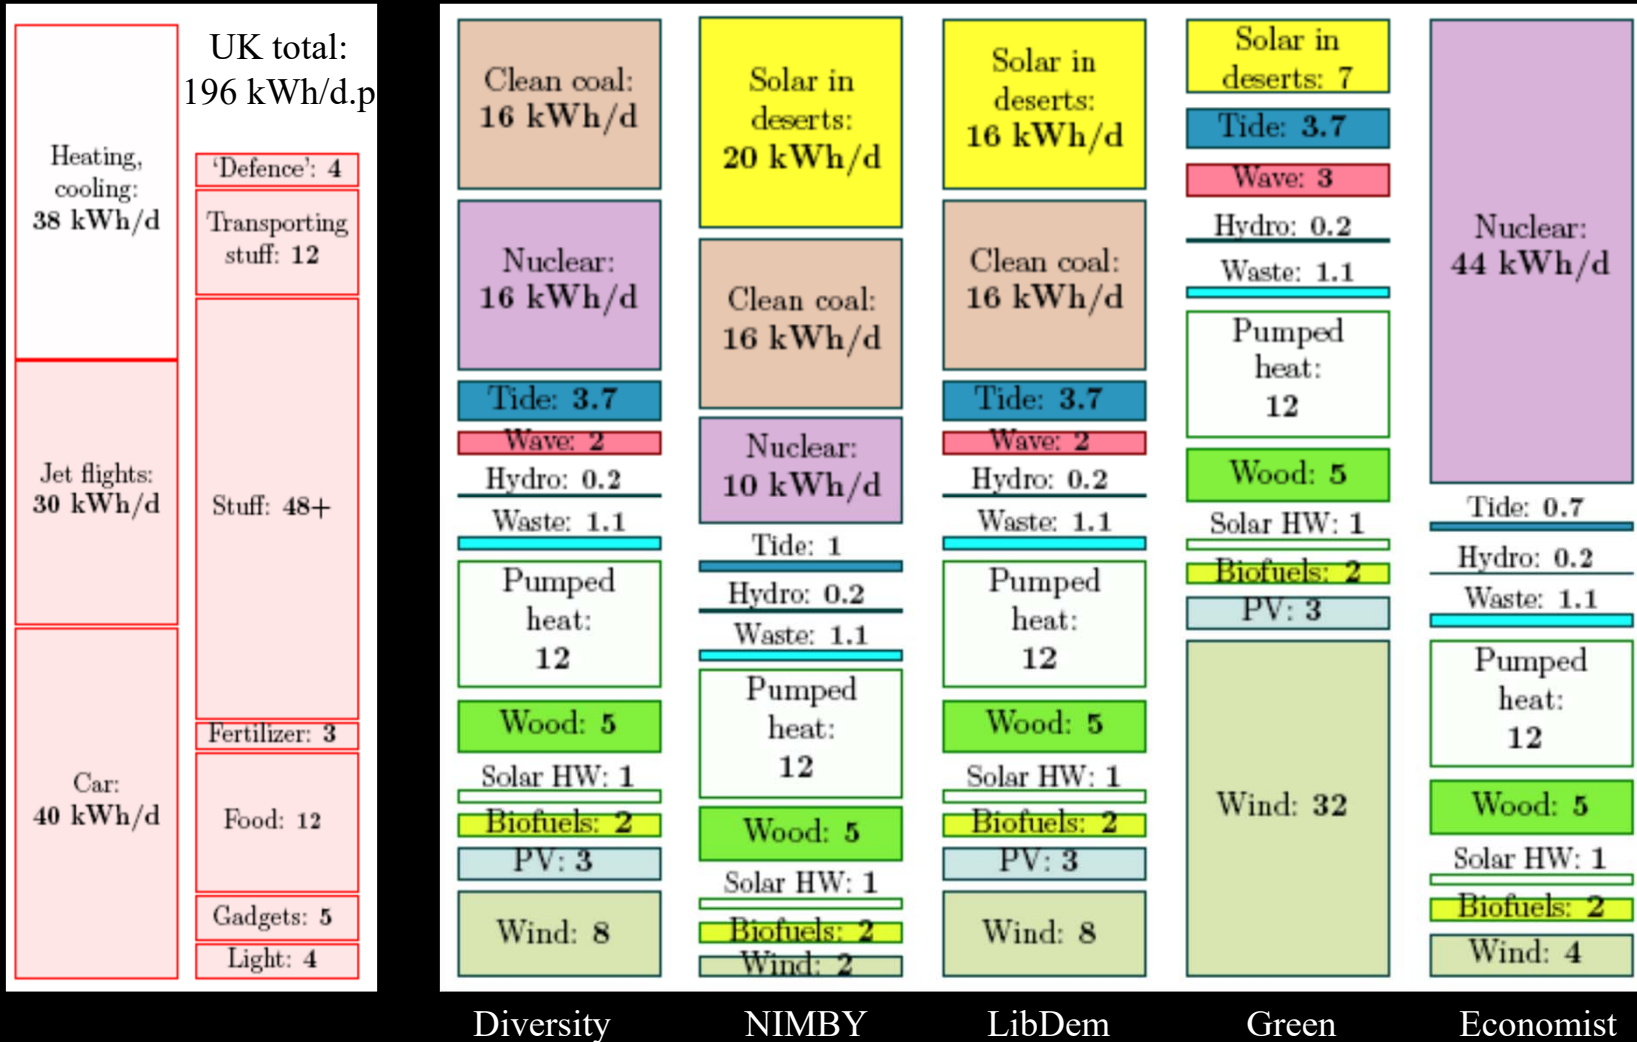 UK total:
196 kWh/d.p
Heating,
cooling:
38 kWh/d
Jet flights:
30 kWh/d
Car:
40 kWh/d
‘Defence’: 4
Transporting
stuff: 12
Stuff: 48+
Fertilizer: 3
Food: 12
Gadgets: 5
Light: 4
Clean coal:
16 kWh/d
Nuclear:
16 kWh/d
Tide: 3.7
Wave: 2
Hydro: 0.2
Waste: 1.1
Pumped
heat:
12
Wood: 5
Solar HW: 1
Biofuels: 2
PV: 3
Wind: 8
Diversity
Solar in
deserts:
20 kWh/d
Clean coal:
16 kWh/d
Nuclear:
10 kWh/d
Tide: 1
Hydro: 0.2
Waste: 1.1
Pumped
heat:
12
Wood: 5
Solar HW: 1
Biofuels: 2
Wind: 2
NIMBY
Solar in
deserts:
16 kWh/d
Clean coal:
16 kWh/d
Tide: 3.7
Wave: 2
Hydro: 0.2
Waste: 1.1
Pumped
heat:
12
Wood: 5
Solar HW: 1
Biofuels: 2
PV: 3
Wind: 8
LibDem
Solar in
deserts: 7
Tide: 3.7
Wave: 3
Hydro: 0.2
Waste: 1.1
Pumped
heat:
12
Wood: 5
Solar HW: 1
Biofuels: 2
PV: 3
Wind: 32
Green
Nuclear:
44 kWh/d
Tide: 0.7
Hydro: 0.2
Waste: 1.1
Pumped
heat:
12
Wood: 5
Solar HW: 1
Biofuels: 2
Wind: 4
Economist